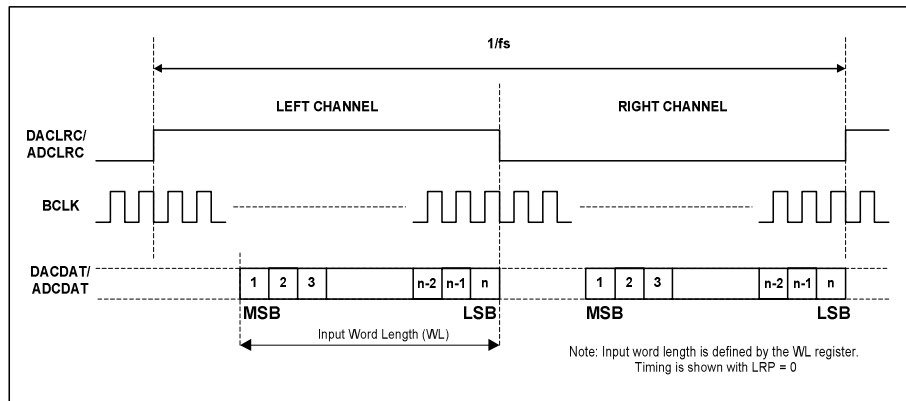 1/fs
LEFT CHANNEL
RIGHT CHANNEL
DACLRC/
ADCLRC
BCLK
DACDAT/
ADCDAT
1 2 3 n-2 n-1 n
1 2 3 n-2 n-1 n
MSB LSB
MSB LSB
Input Word Length (WL)
Note: Input word length is defined by the WL register.
Timing is shown with LRP = 0